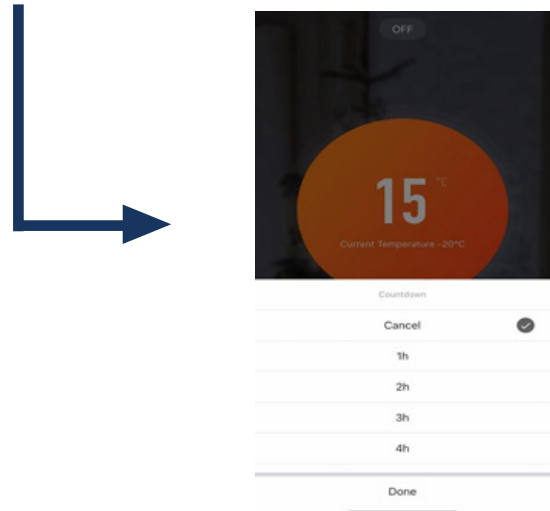 OFF
15 °C
Current Temperature -20°C
Countdown
Cancel
1h
2h
3h
4h
Done